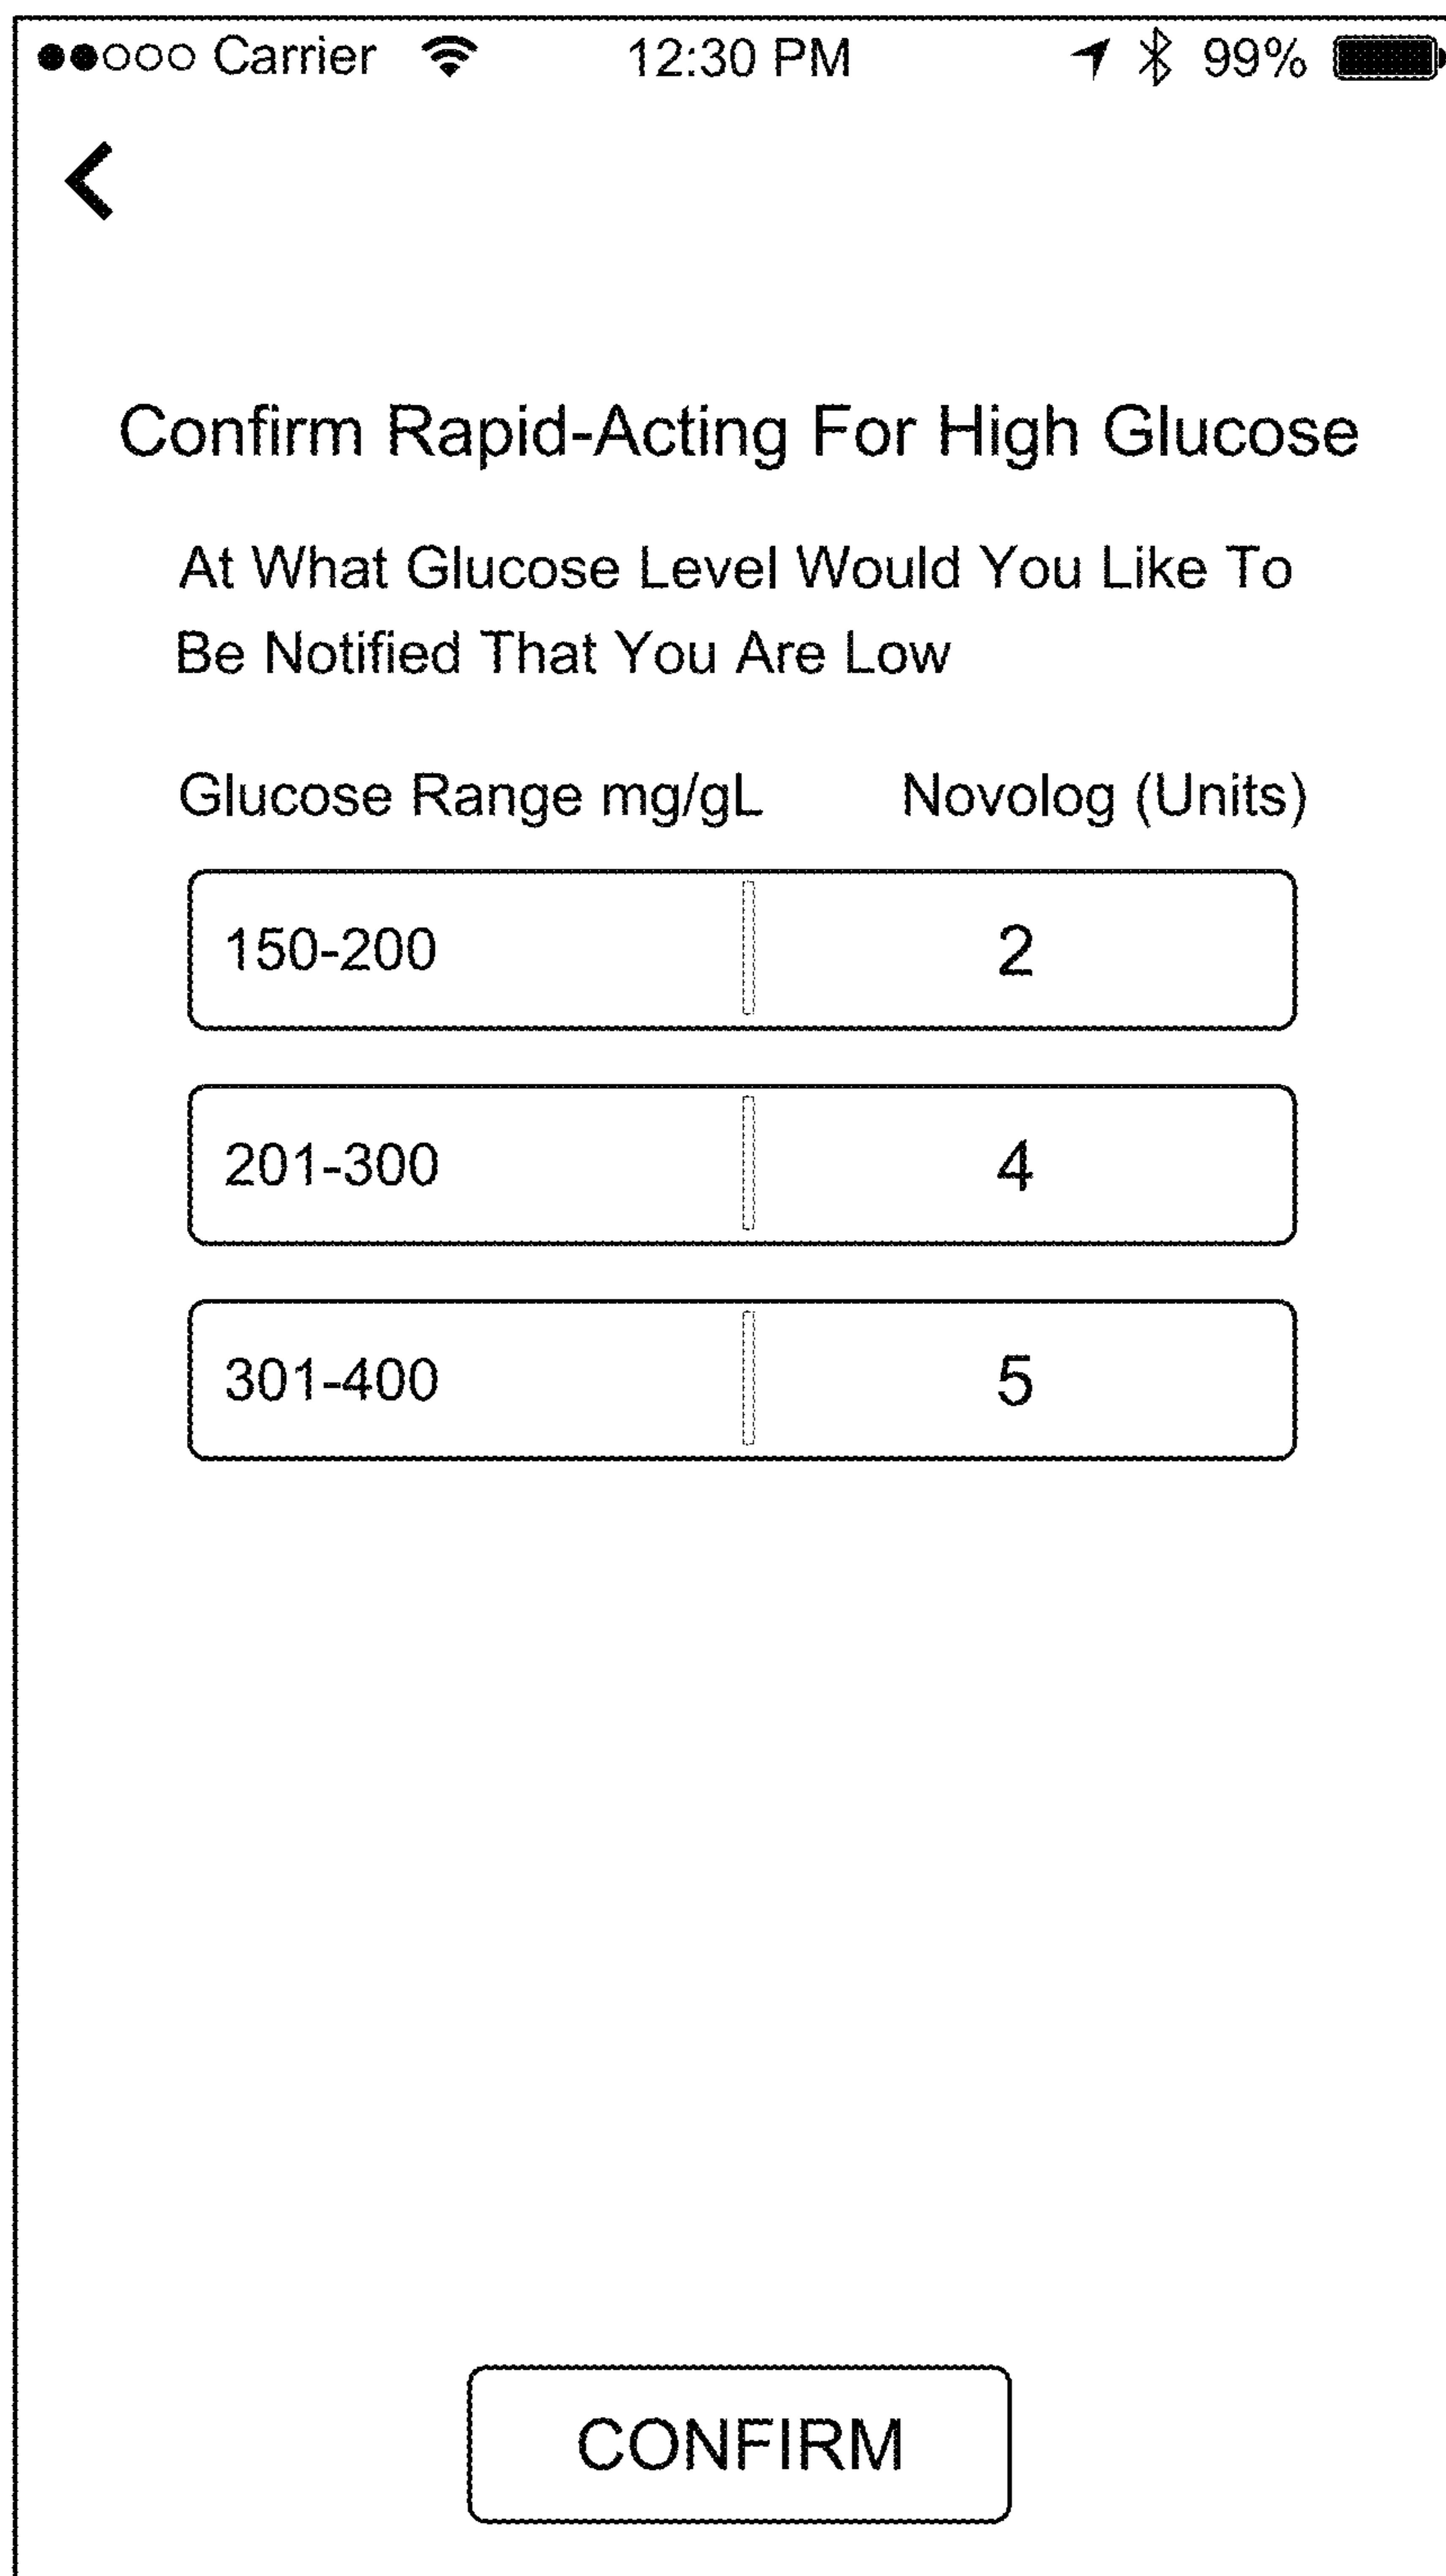 Carrier 12:30 PM 99%
Confirm Rapid-Acting For High Glucose
At What Glucose Level Would You Like To
Be Notified That You Are Low
Glucose Range mg/gL Novolog (Units)
150-200 2
201-300 4
301-400 5
CONFIRM